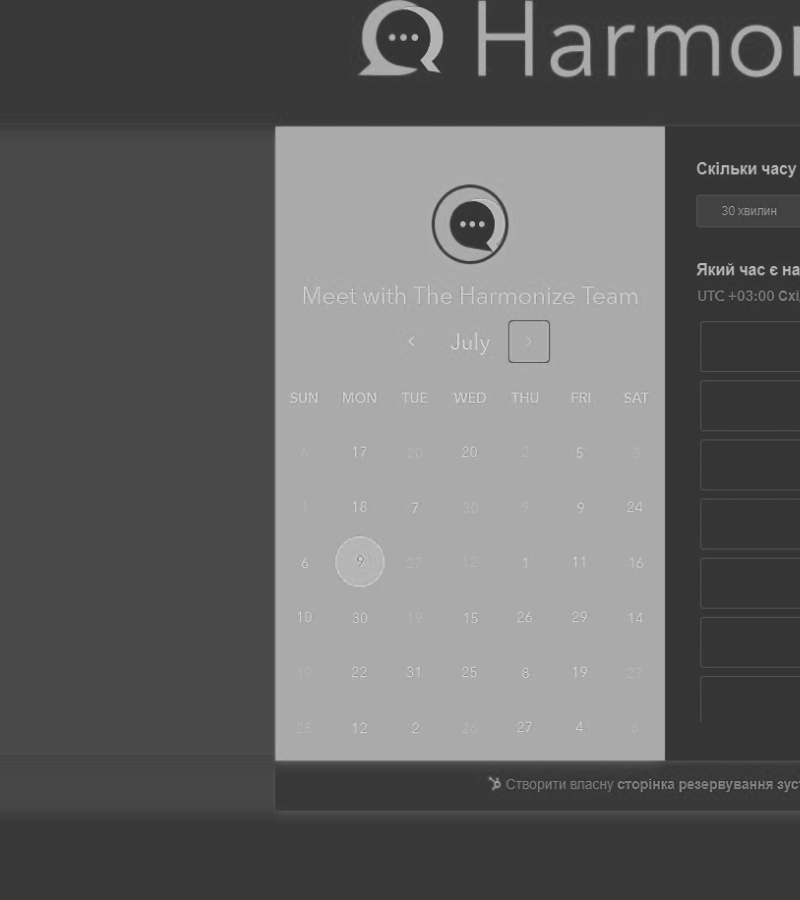 Harmon
Meet with The Harmonize Team
July
SUN MON TUE WED THU FRI SAT
6 17 20 20 2 5 3
1 18 7 30 9 9 24
6 9 27 12 1 11 16
10 30 19 15 26 29 14
19 22 31 25 8 19 27
25 12 2 26 27 4 6
Скільки часу
30 хвилин
Який час є на
UTC +03:00 Схі
Створити власну сторінка резервування зуст